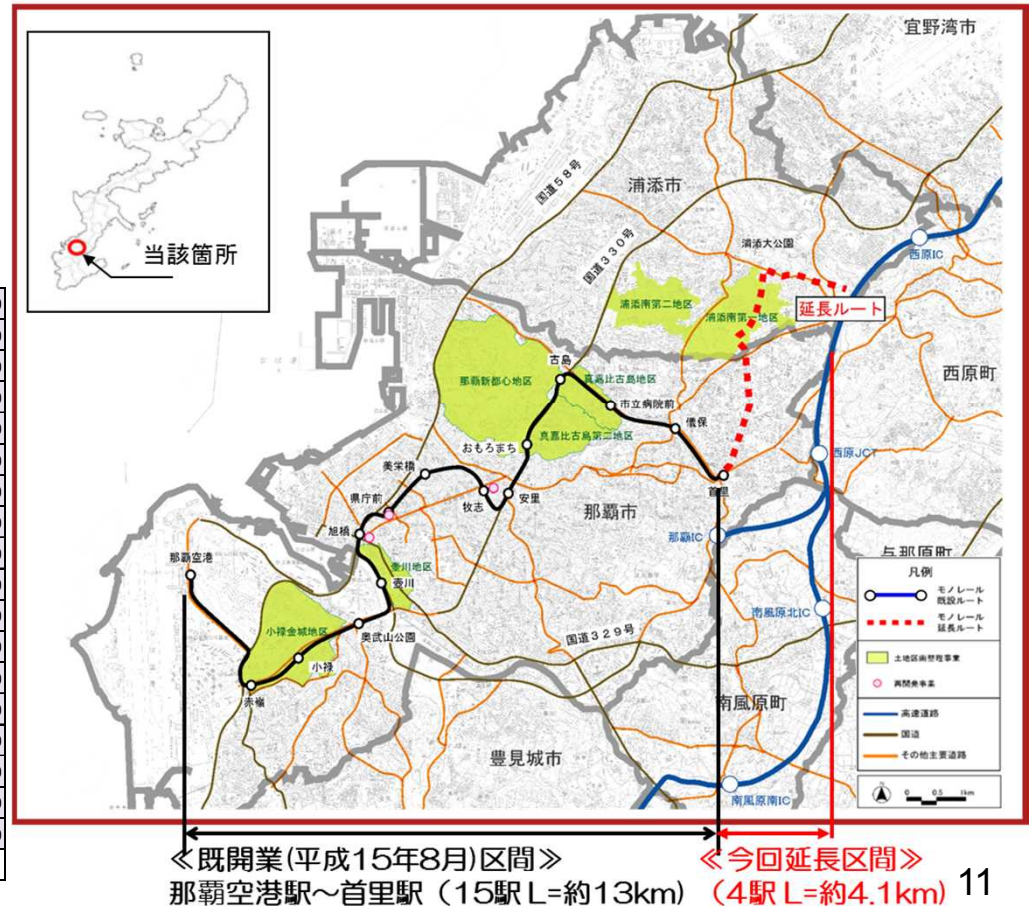 宜野湾市
当該箇所
国道58号
浦添市
国道330号
浦添大公園
西原IC
浦添南第二地区
浦添南第一地区
延長ルート
西原町
古島
那覇新都心地区
真嘉比古島地区
市立病院前
儀保
おもろまち
真嘉比古島第二地区
西原JCT
美栄橋
首里
県庁前
牧志
安里
那覇市
旭橋
那覇IC
那覇空港
与那原町
壺川地区
壺川
凡例
モノレール
既設ルート
モノレール
延長ルート
小禄金城地区
奥武山公園
国道329号
南風原北IC
小禄
土地区画整理事業
再開発事業
赤嶺
南風原町
高速道路
国道
その他主要道路
豊見城市
南風原南IC
0 0.5 1km
≪既開業(平成15年8月)区間≫
那覇空港駅～首里駅（15駅 L=約13km)
≪今回延長区間≫
(4駅 L=約4.1km)
11